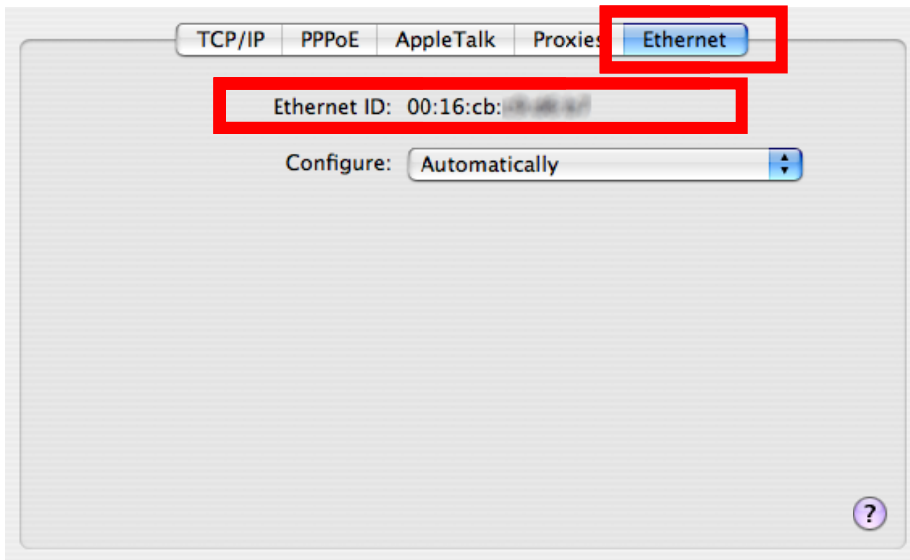 TCP/IP PPPoE AppleTalk Proxies Ethernet
Ethernet ID: 00:16:cb:
Configure: Automatically
?